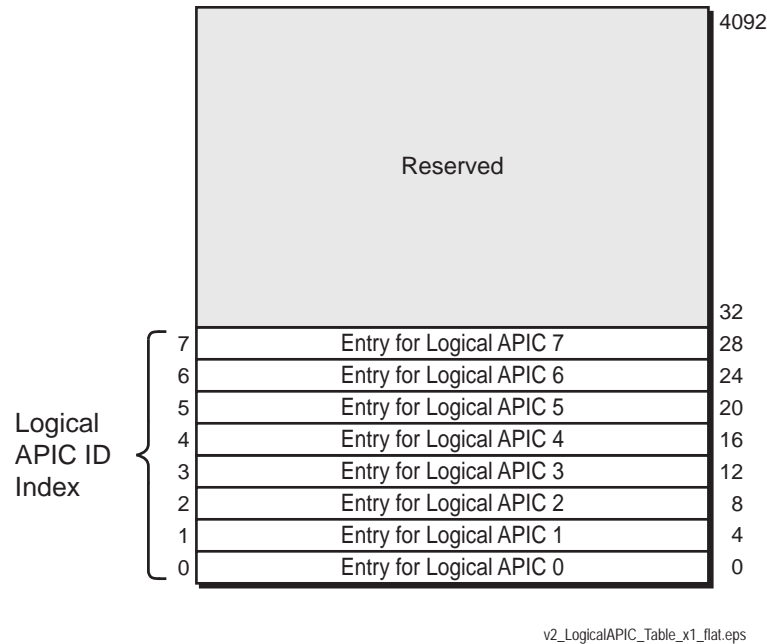 4092
Reserved
32
7 Entry for Logical APIC 7 28
6 Entry for Logical APIC 6 24
5 Entry for Logical APIC 5 20
4 Entry for Logical APIC 4 16
3 Entry for Logical APIC 3 12
2 Entry for Logical APIC 2 8
1 Entry for Logical APIC 1 4
0 Entry for Logical APIC 0 0
Logical
APIC ID
Index
v2_LogicalAPIC_Table_x1_flat.eps